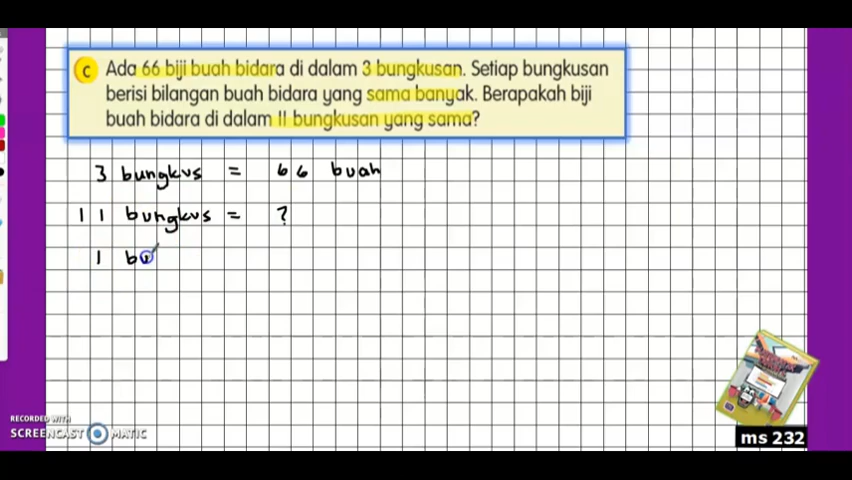 c Ada 66 biji buah bidara di dalam 3 bungkusan. Setiap bungkusan
berisi bilangan buah bidara yang sama banyak. Berapakah biji
buah bidara di dalam 11 bungkusan yang sama?
3 bungkus = 66 buah
11 bungkus = ?
1 bu
RECORDED WITH
SCREENCAST MATIC
ms 232